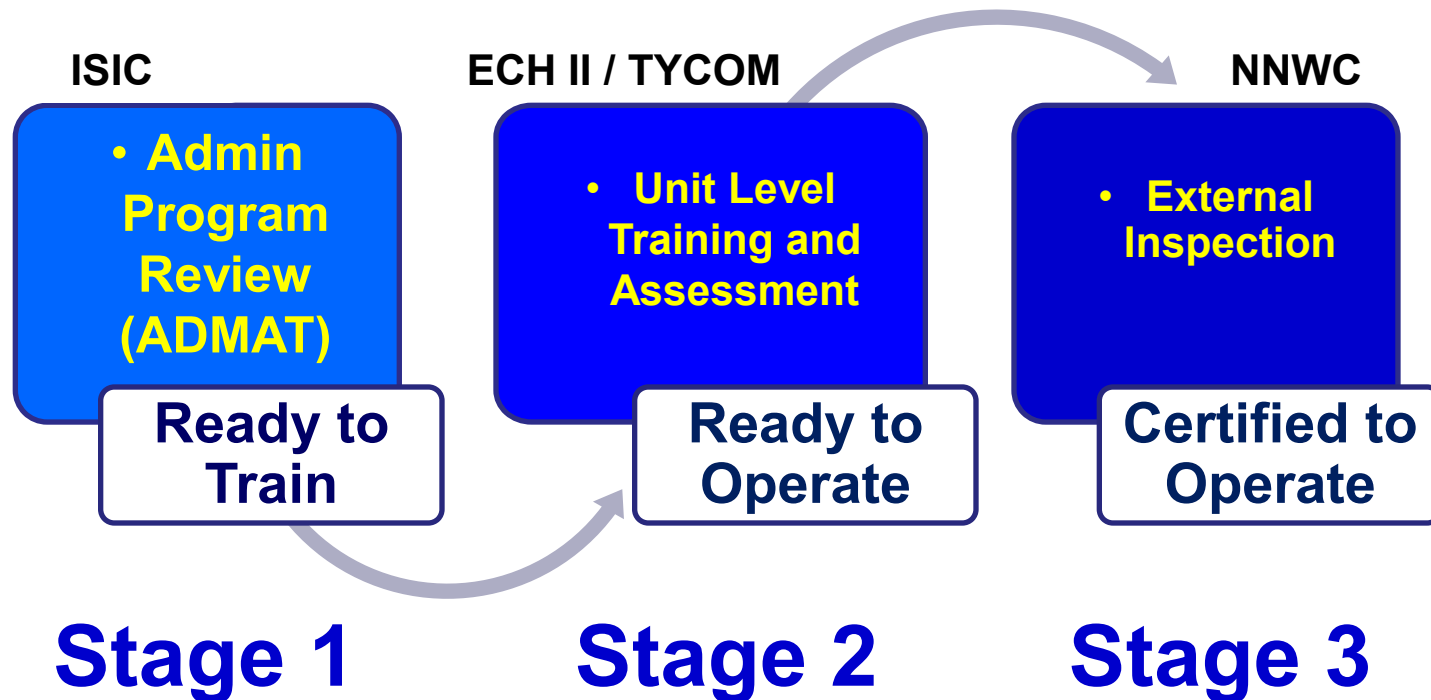 ISIC
• Admin
Program
Review
(ADMAT)
Ready to
Train
Stage 1
ECH II / TYCOM
• Unit Level
Training and
Assessment
Ready to
Operate
Stage 2
NNWC
• External
Inspection
Certified to
Operate
Stage 3